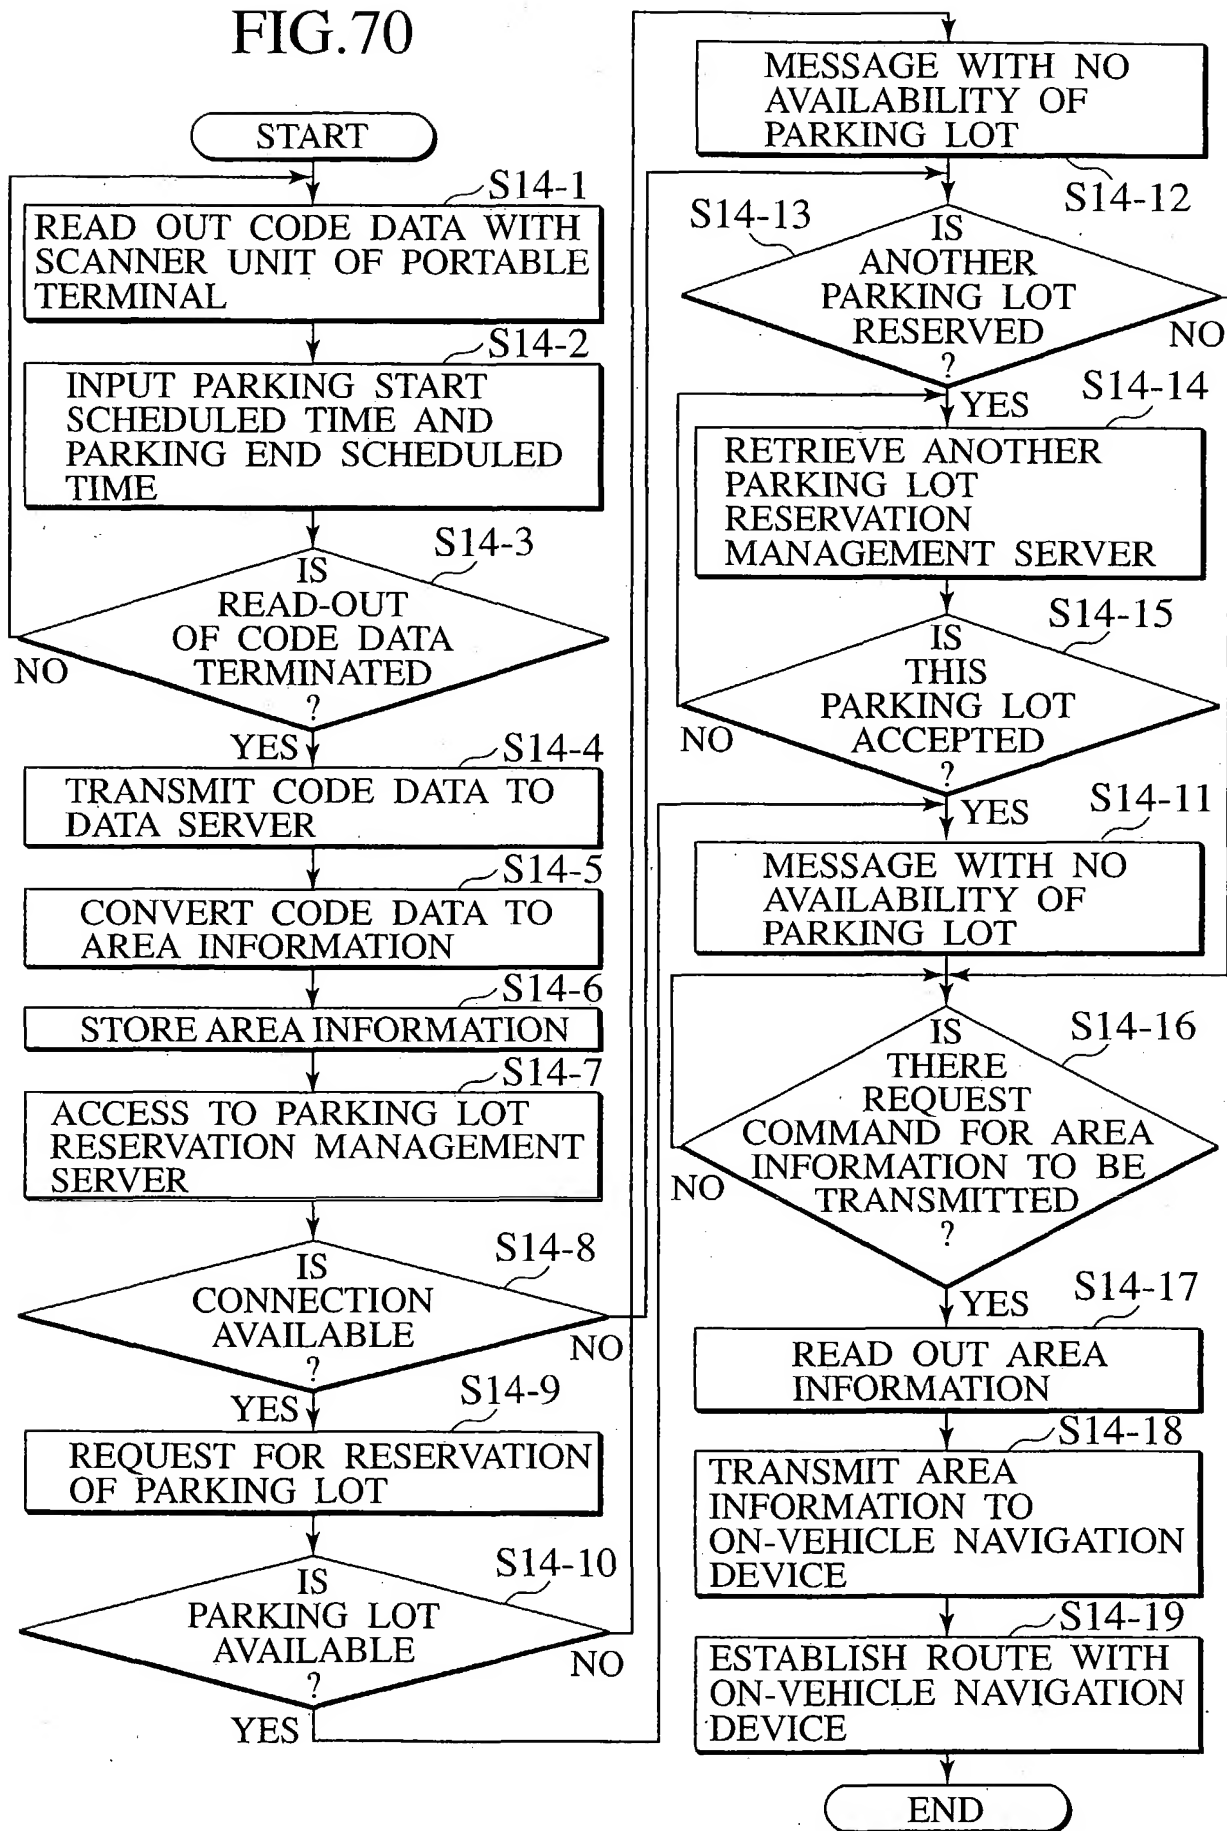 FIG.70
START
S14-1
READ OUT CODE DATA WITH
SCANNER UNIT OF PORTABLE
TERMINAL
S14-2
INPUT PARKING START
SCHEDULED TIME AND
PARKING END SCHEDULED
TIME
S14-3
IS
READ-OUT
OF CODE DATA
TERMINATED
?
NO
YES
S14-4
TRANSMIT CODE DATA TO
DATA SERVER
S14-5
CONVERT CODE DATA TO
AREA INFORMATION
S14-6
STORE AREA INFORMATION
S14-7
ACCESS TO PARKING LOT
RESERVATION MANAGEMENT
SERVER
S14-8
IS
CONNECTION
AVAILABLE
?
NO
YES
S14-9
REQUEST FOR RESERVATION
OF PARKING LOT
S14-10
IS
PARKING LOT
AVAILABLE
?
NO
YES
MESSAGE WITH NO
AVAILABILITY OF
PARKING LOT
S14-12
S14-13
IS
ANOTHER
PARKING LOT
RESERVED
?
NO
YES
S14-14
RETRIEVE ANOTHER
PARKING LOT
RESERVATION
MANAGEMENT SERVER
S14-15
IS
THIS
PARKING LOT
ACCEPTED
?
NO
YES
S14-11
MESSAGE WITH NO
AVAILABILITY OF
PARKING LOT
S14-16
IS
THERE
REQUEST
COMMAND FOR AREA
INFORMATION TO BE
TRANSMITTED
?
NO
YES
S14-17
READ OUT AREA
INFORMATION
S14-18
TRANSMIT AREA
INFORMATION TO
ON-VEHICLE NAVIGATION
DEVICE
S14-19
ESTABLISH ROUTE WITH
ON-VEHICLE NAVIGATION
DEVICE
END